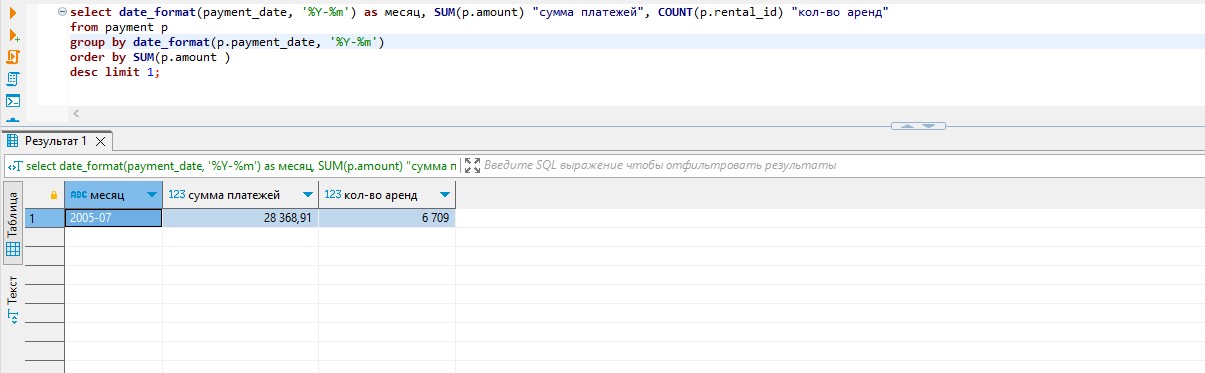 select date_format(payment_date, '%Y-%m') as месяц, SUM(p.amount) "сумма платежей", COUNT(p.rental_id) "кол-во аренд"
from payment p
group by date_format(p.payment_date, '%Y-%m')
order by SUM(p.amount )
desc limit 1;
Результат 1
select date_format(payment_date, '%Y-%m') as месяц, SUM(p.amount) "сумма п
Введите SQL выражение чтобы отфильтровать результаты
Таблица
Текст
ABC месяц 123 сумма платежей 123 кол-во аренд
1 2005-07 28 368,91 6 709